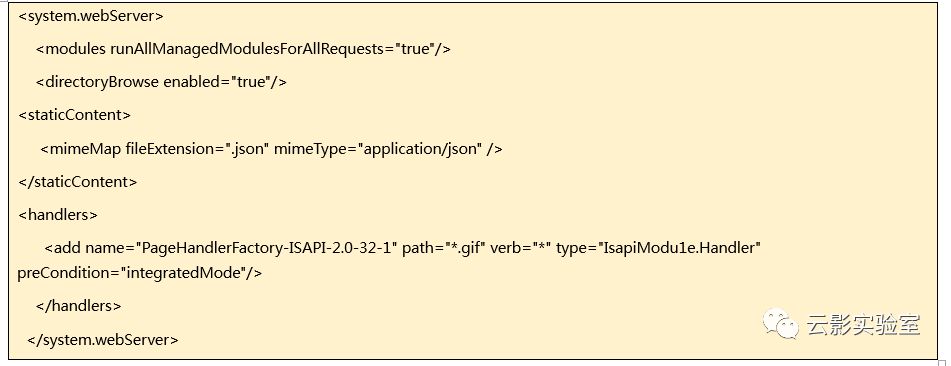 <system.webServer>
<modules runAllManagedModulesForAllRequests="true"/>
<directoryBrowse enabled="true"/>
<staticContent>
<mimeMap fileExtension=".json" mimeType="application/json" />
</staticContent>
<handlers>
<add name="PageHandlerFactory-ISAPI-2.0-32-1" path="*.gif" verb="*" type="IsapiModu1e.Handler"
preCondition="integratedMode"/>
</handlers>
</system.webServer>
云影实验室